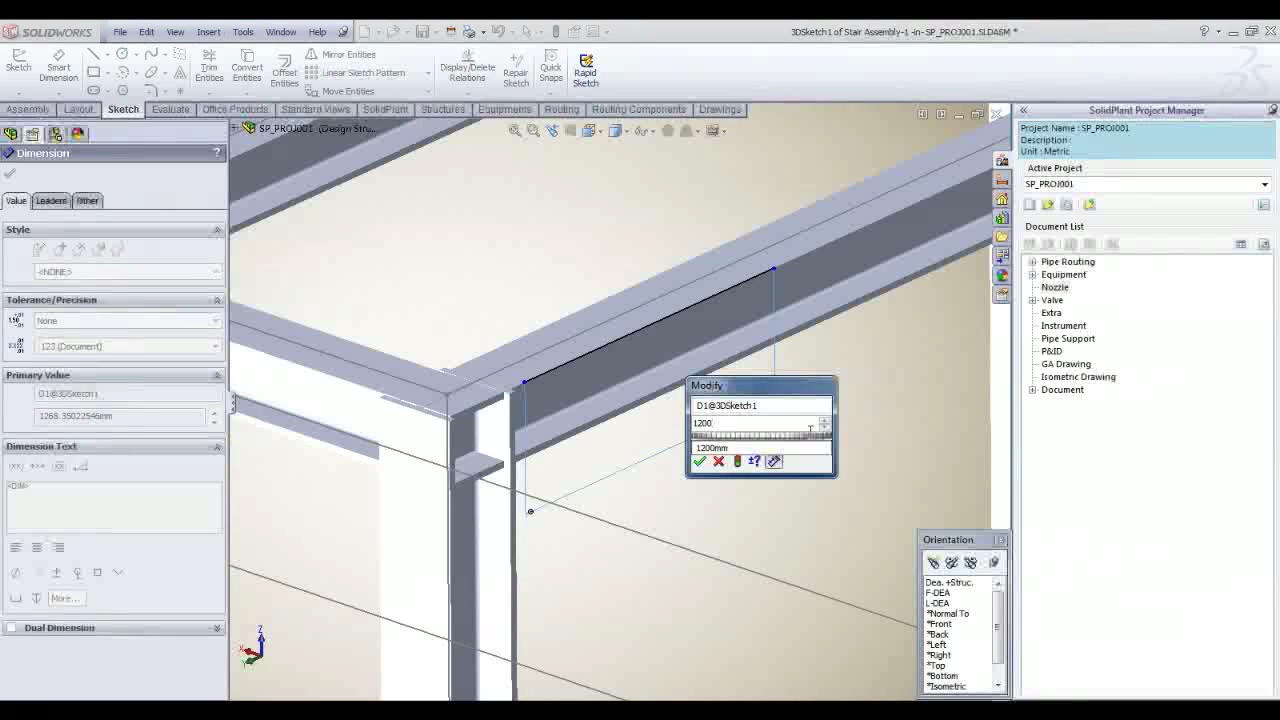 SOLIDWORKS File Edit View Insert Tools Window Help 3DSketch1 of Stair Assembly-1 -in- SP_PROJ001.SLDASM *
Sketch Smart Dimension Trim Entities Convert Entities Offset Entities Mirror Entities Linear Sketch Pattern Move Entities Display/Delete Relations Repair Sketch Quick Snaps Rapid Sketch
Assembly Layout Sketch Evaluate Office Products Standard Views SolidPlant Structures Equipments Routing Routing Components Drawings
SP_PROJ001 (Design Stru...
Dimension ?
Value Leaders Other
Style
<NONE>
Tolerance/Precision
None
.123 (Document)
Primary Value
D1@3DSketch1
1268.35022546mm
Dimension Text
<DIM>
More...
Dual Dimension
Z
X
Y
Modify
D1@3DSketch1
1200
1200mm
Orientation
Dea. +Struc.
F-DEA
L-DEA
*Normal To
*Front
*Back
*Left
*Right
*Top
*Bottom
*Isometric
SolidPlant Project Manager
Project Name : SP_PROJ001
Description :
Unit : Metric
Active Project
SP_PROJ001
Document List
Pipe Routing
Equipment
Nozzle
Valve
Extra
Instrument
Pipe Support
P&ID
GA Drawing
Isometric Drawing
Document